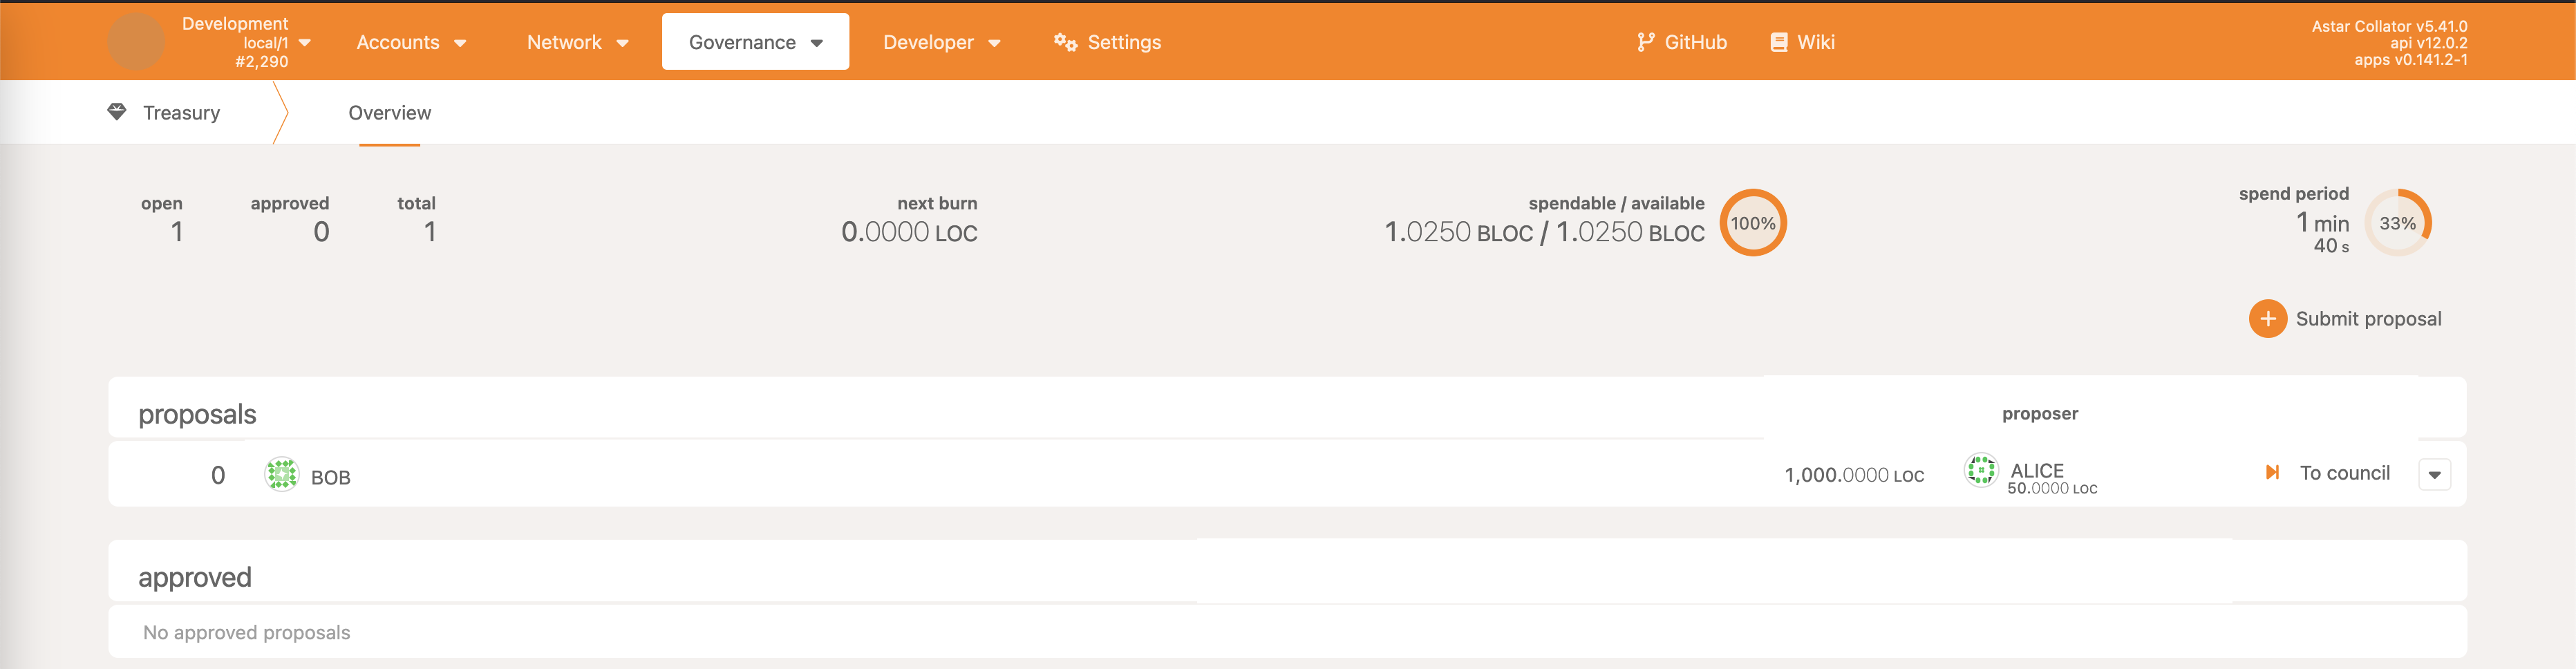 Development
local/1
#2,290
Accounts
Network
Governance
Developer
Settings
GitHub
Wiki
Astar Collator v5.41.0
api v12.0.2
apps v0.141.2-1
Treasury
Overview
open
1
approved
0
total
1
next burn
0.0000 LOC
spendable / available
1.0250 BLOC / 1.0250 BLOC
100%
spend period
1 min
40 s
33%
Submit proposal
proposals
proposer
0
BOB
1,000.0000 LOC
ALICE
50.0000 LOC
To council
approved
No approved proposals